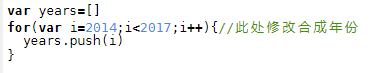 var years=[]
for(var i=2014;i<2017;i++){//此处修改合成年份
  years.push(i)
}